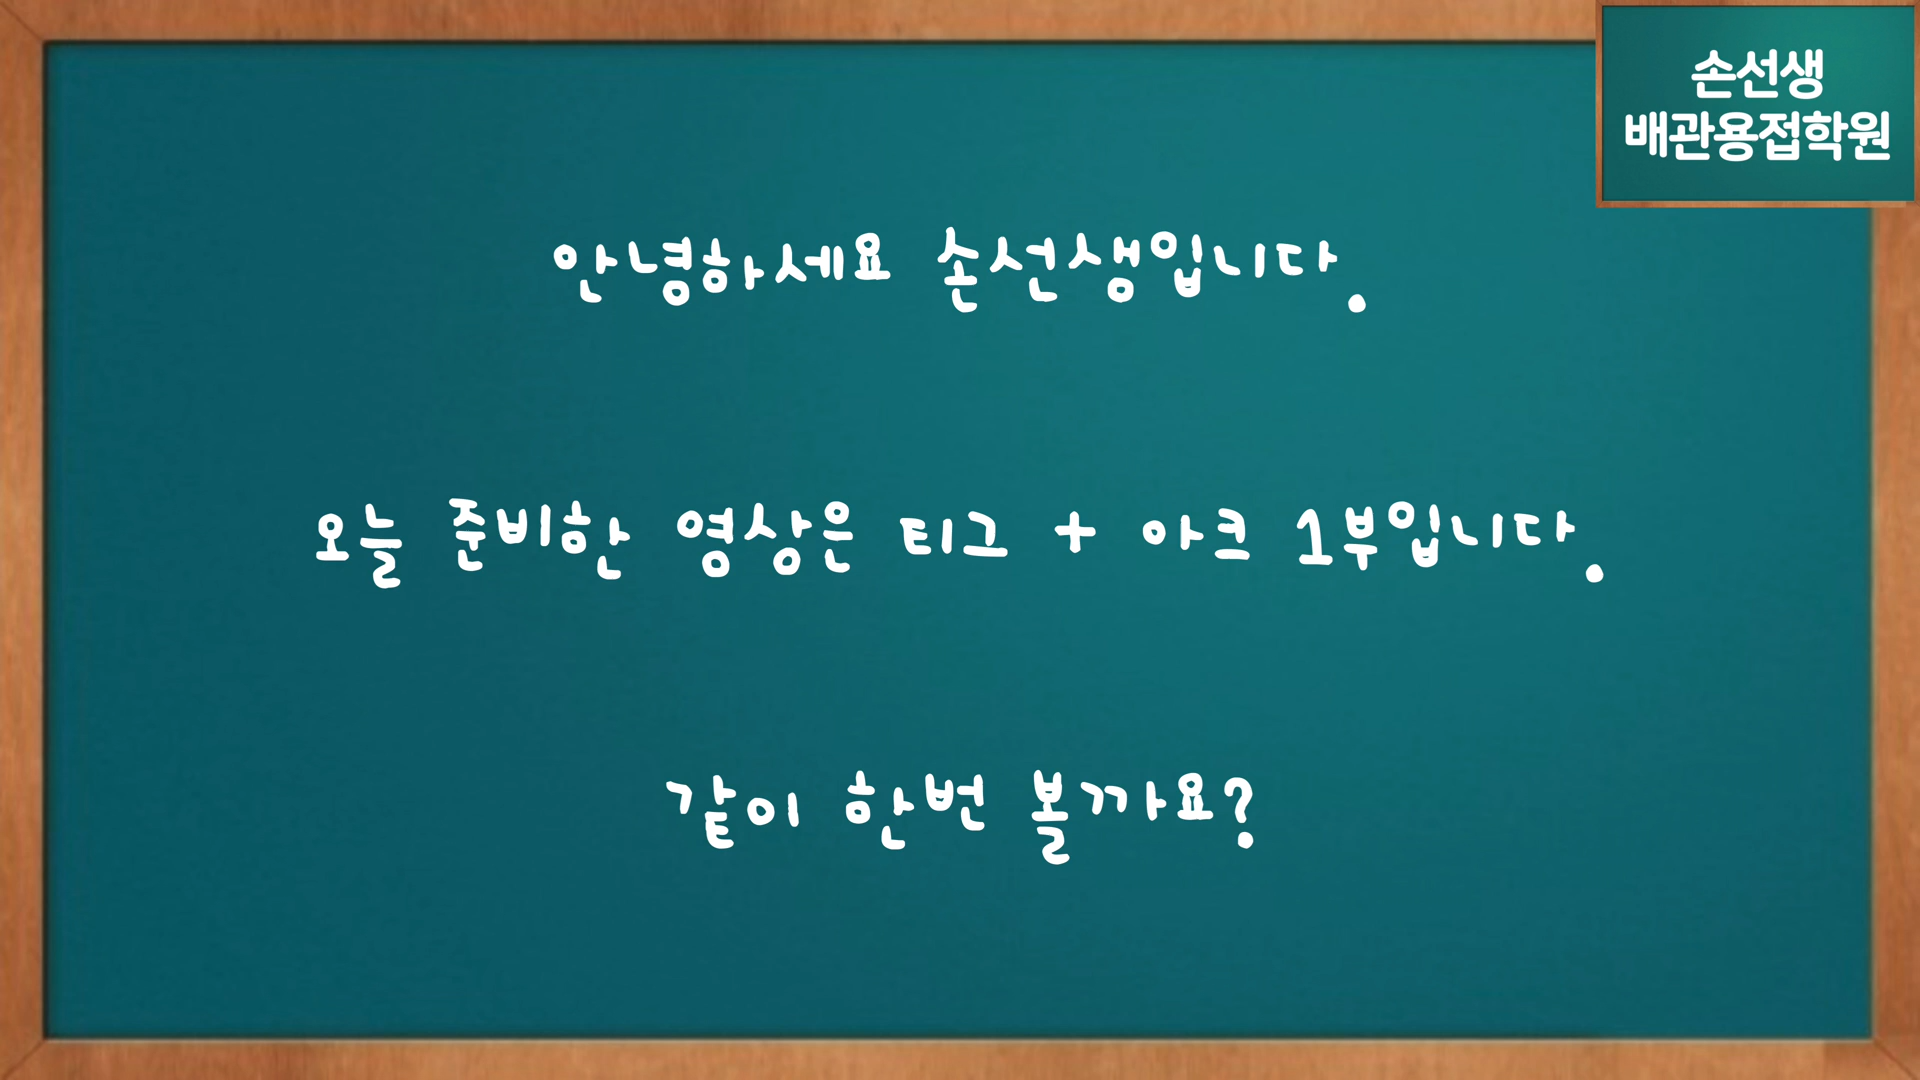 손선생
배관용접학원
안녕하세요 손선생입니다.
오늘 준비한 영상은 티그 + 아크 1부입니다.
같이 한번 볼까요?